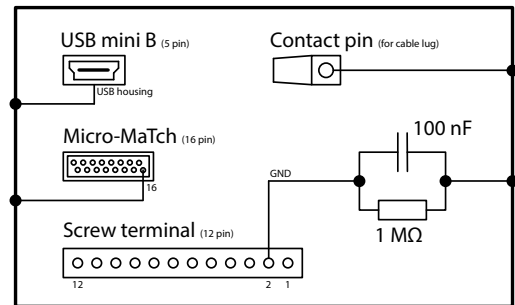 USB mini B (5 pin)
USB housing
Contact pin (for cable lug)
Micro-MaTch (16 pin)
16
100 nF
GND
1 MΩ
Screw terminal (12 pin)
12 2 1